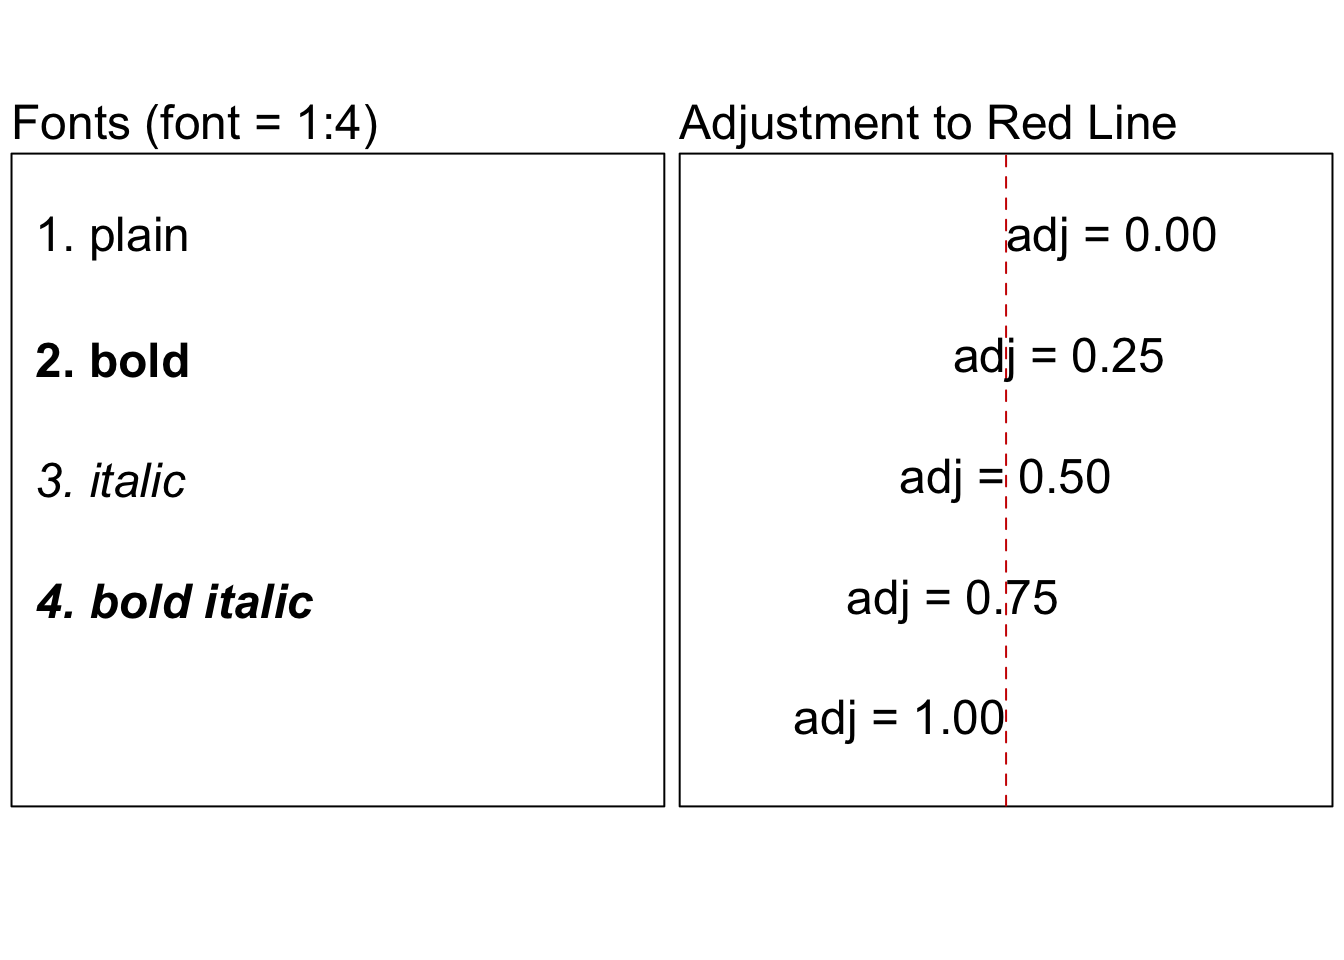 Fonts (font = 1:4)
1. plain
2. bold
3. italic
4. bold italic
Adjustment to Red Line
adj = 0.00
adj = 0.25
adj = 0.50
adj = 0.75
adj = 1.00